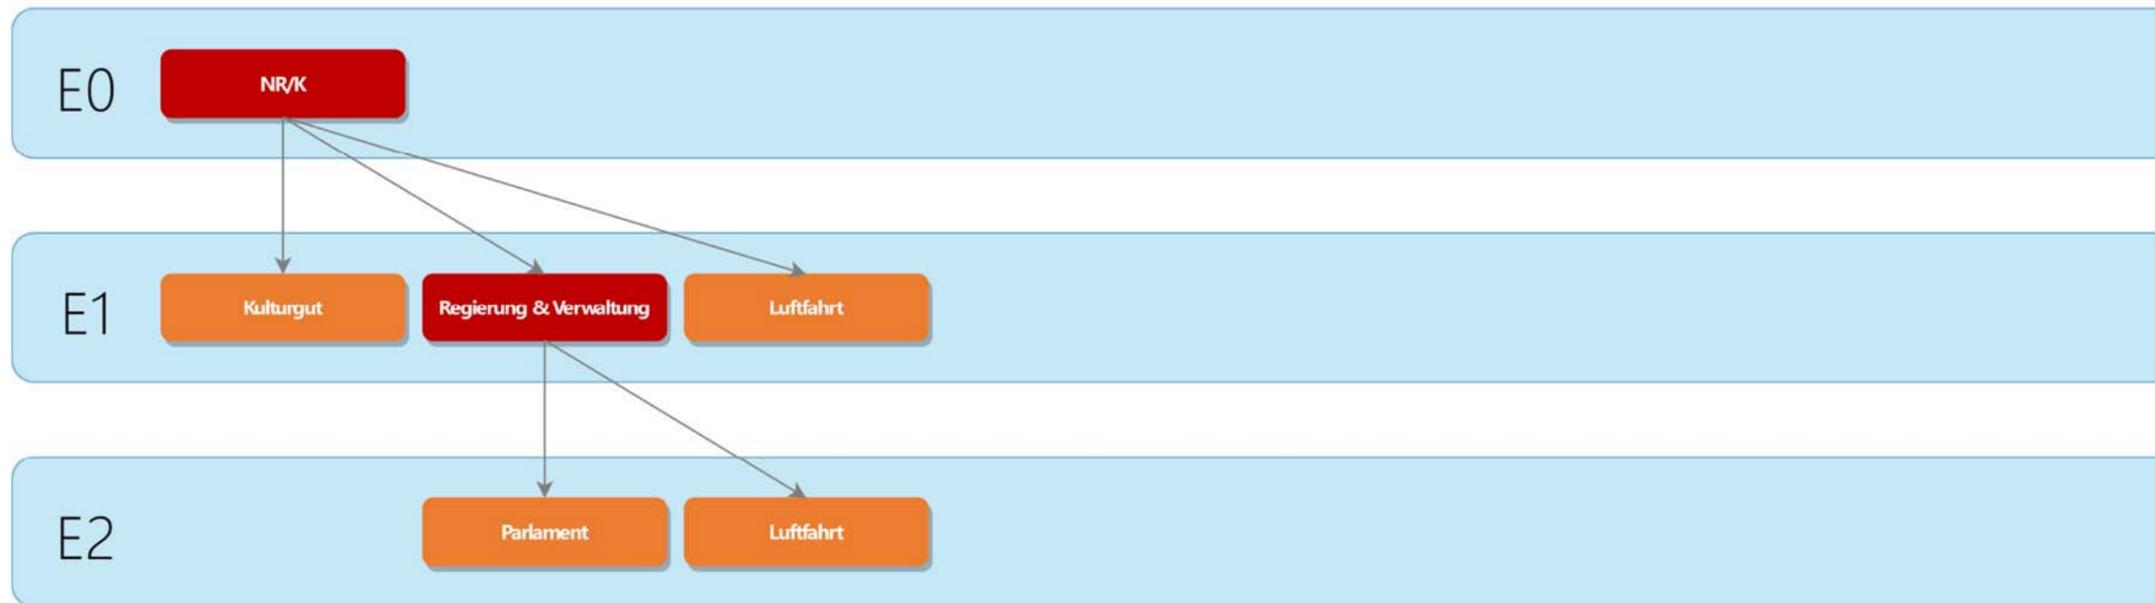 E0
NR/K
E1
Kulturgut
Regierung & Verwaltung
Luftfahrt
E2
Parlament
Luftfahrt